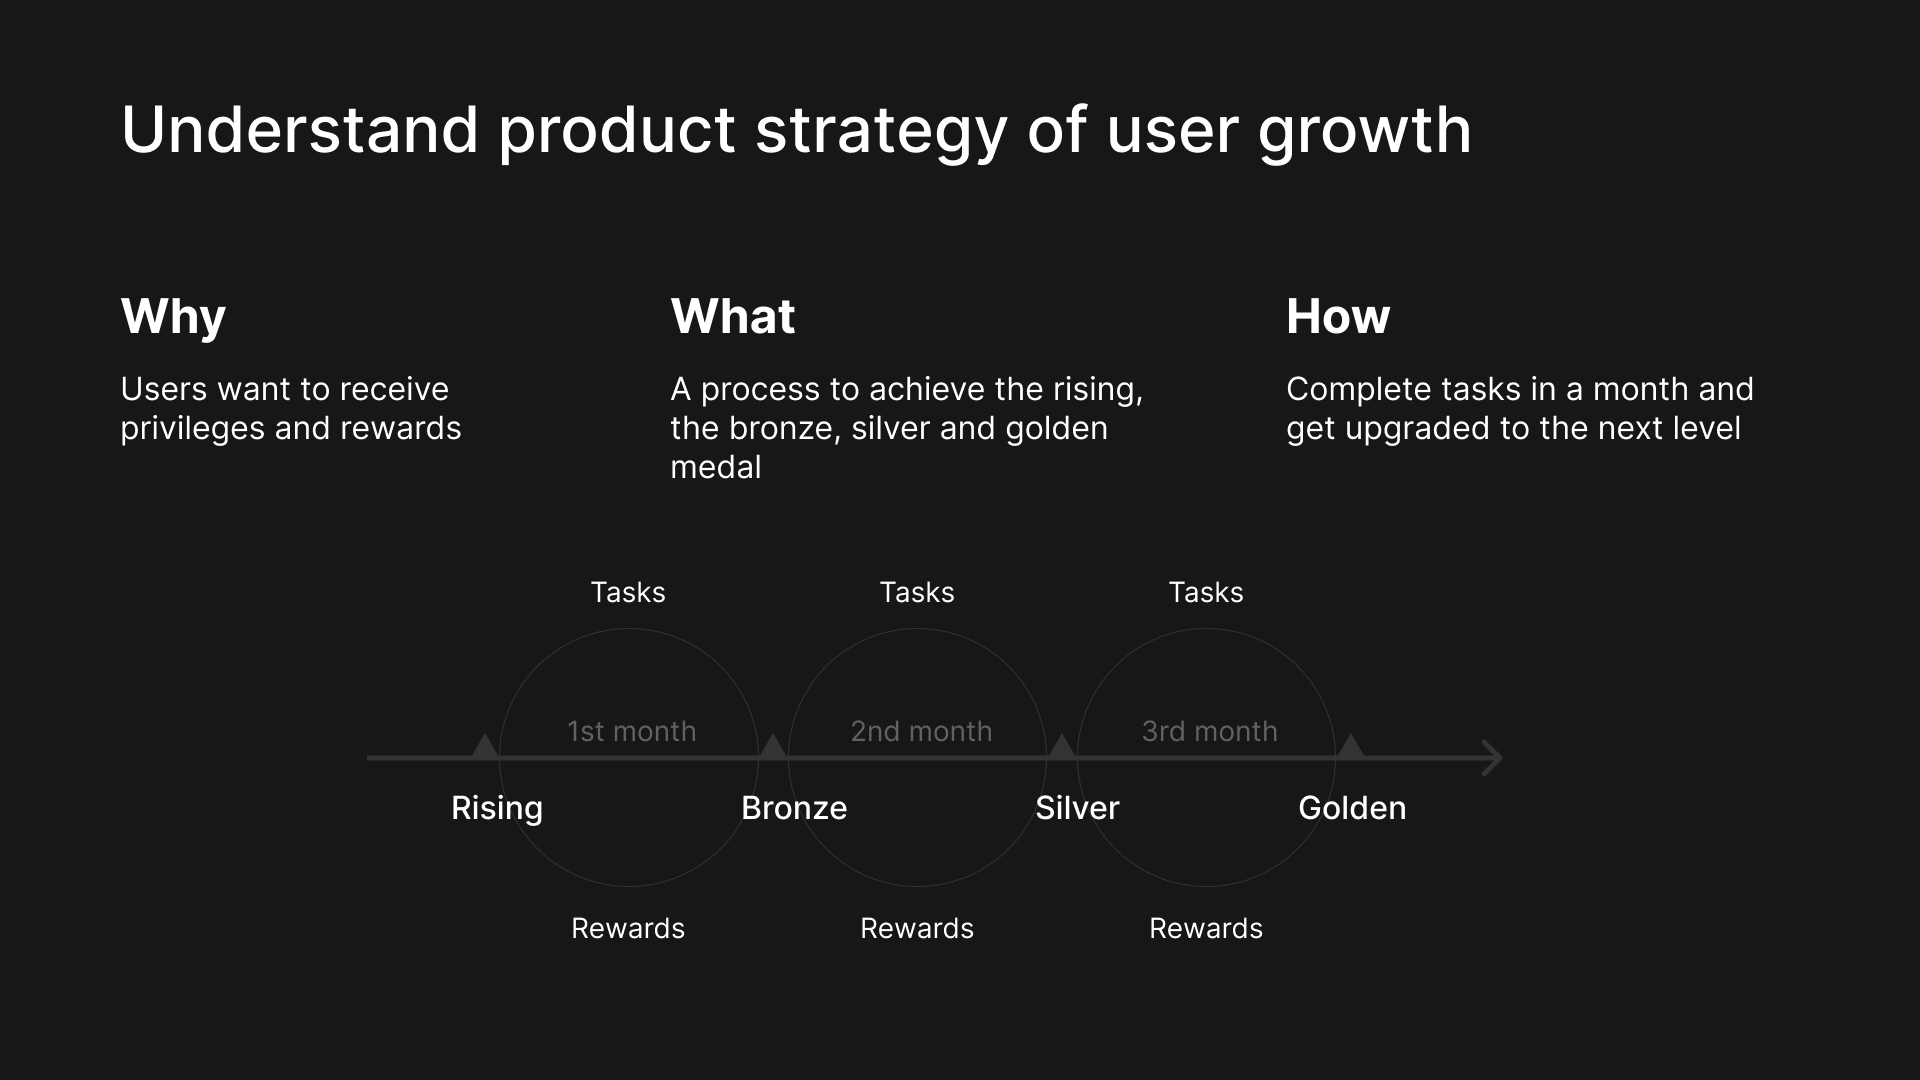 Understand product strategy of user growth
Why
Users want to receive
privileges and rewards
What
A process to achieve the rising,
the bronze, silver and golden
medal
How
Complete tasks in a month and
get upgraded to the next level
Tasks
Tasks
Tasks
1st month
2nd month
3rd month
Rising
Bronze
Silver
Golden
Rewards
Rewards
Rewards